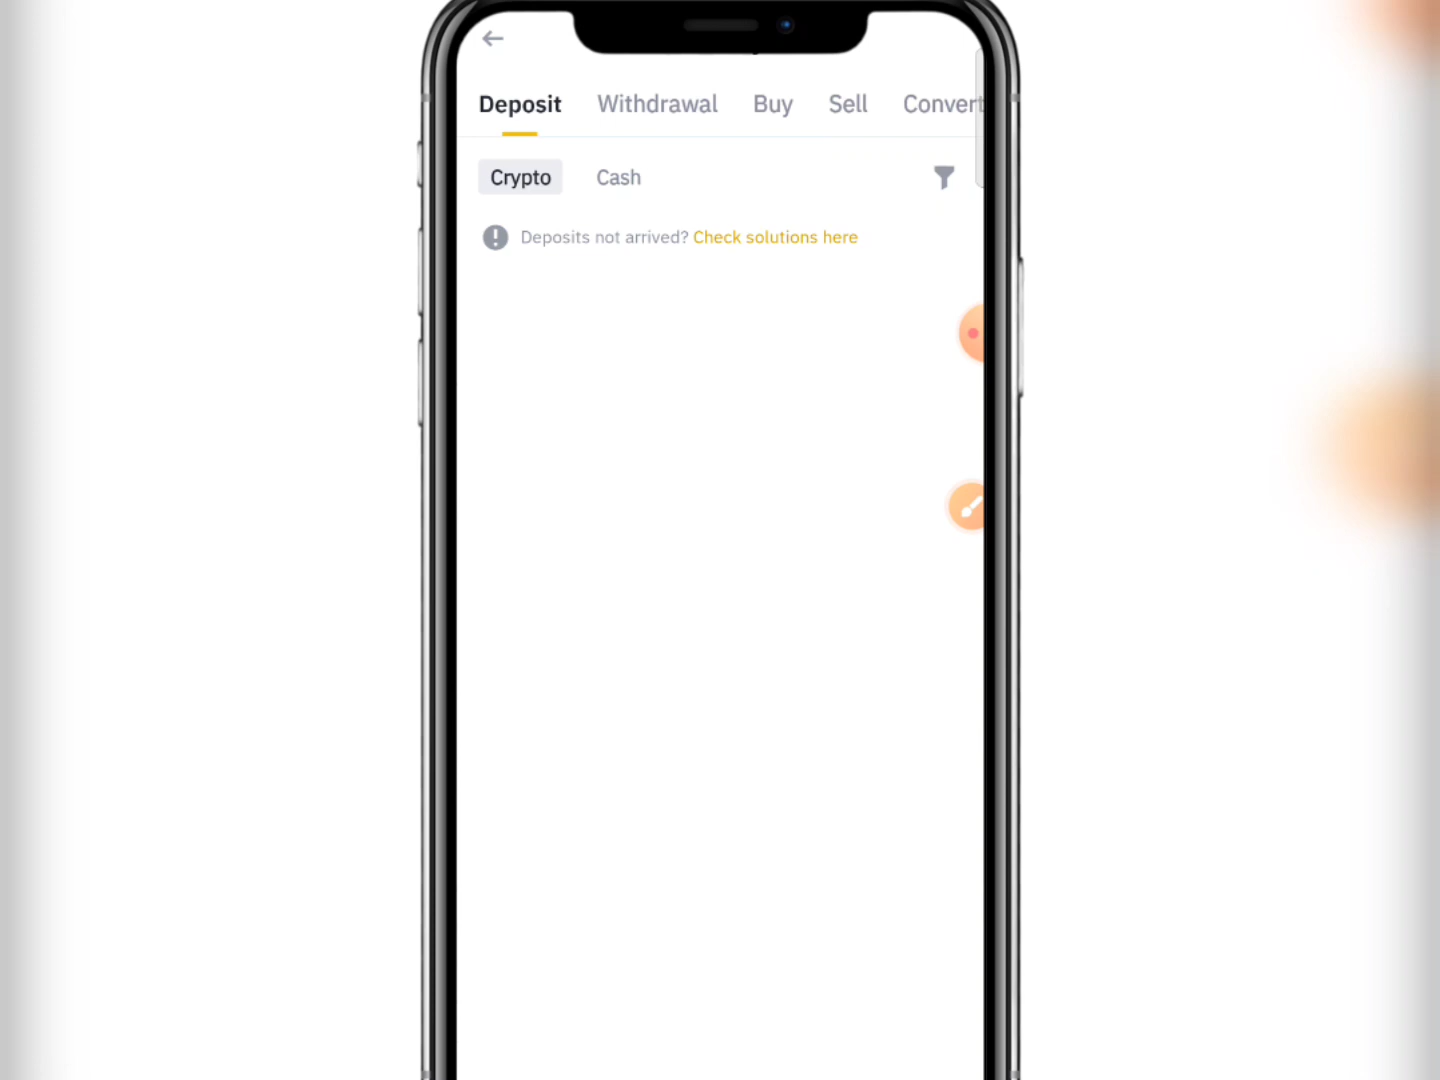 Deposit Withdrawal Buy Sell Convert
Crypto Cash
Deposits not arrived? Check solutions here